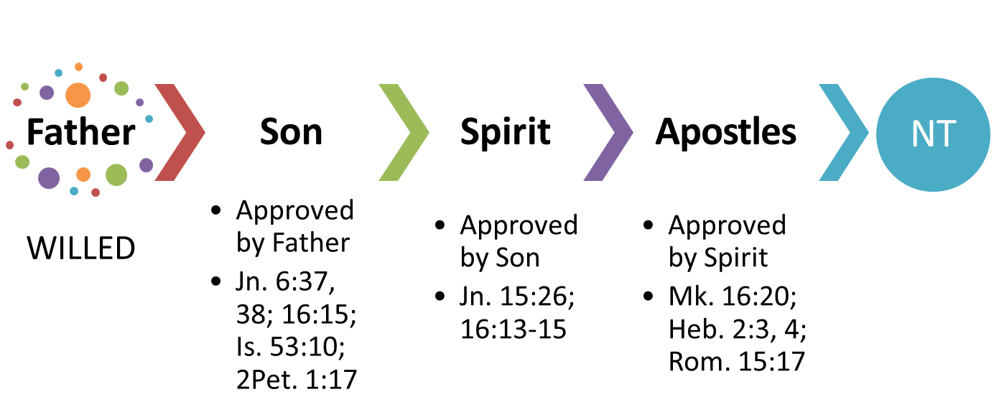 Father
WILLED
Son
• Approved
by Father
• Jn. 6:37,
38; 16:15;
Is. 53:10;
2Pet. 1:17
Spirit
• Approved
by Son
• Jn. 15:26;
16:13-15
Apostles
• Approved
by Spirit
• Mk. 16:20;
Heb. 2:3, 4;
Rom. 15:17
NT